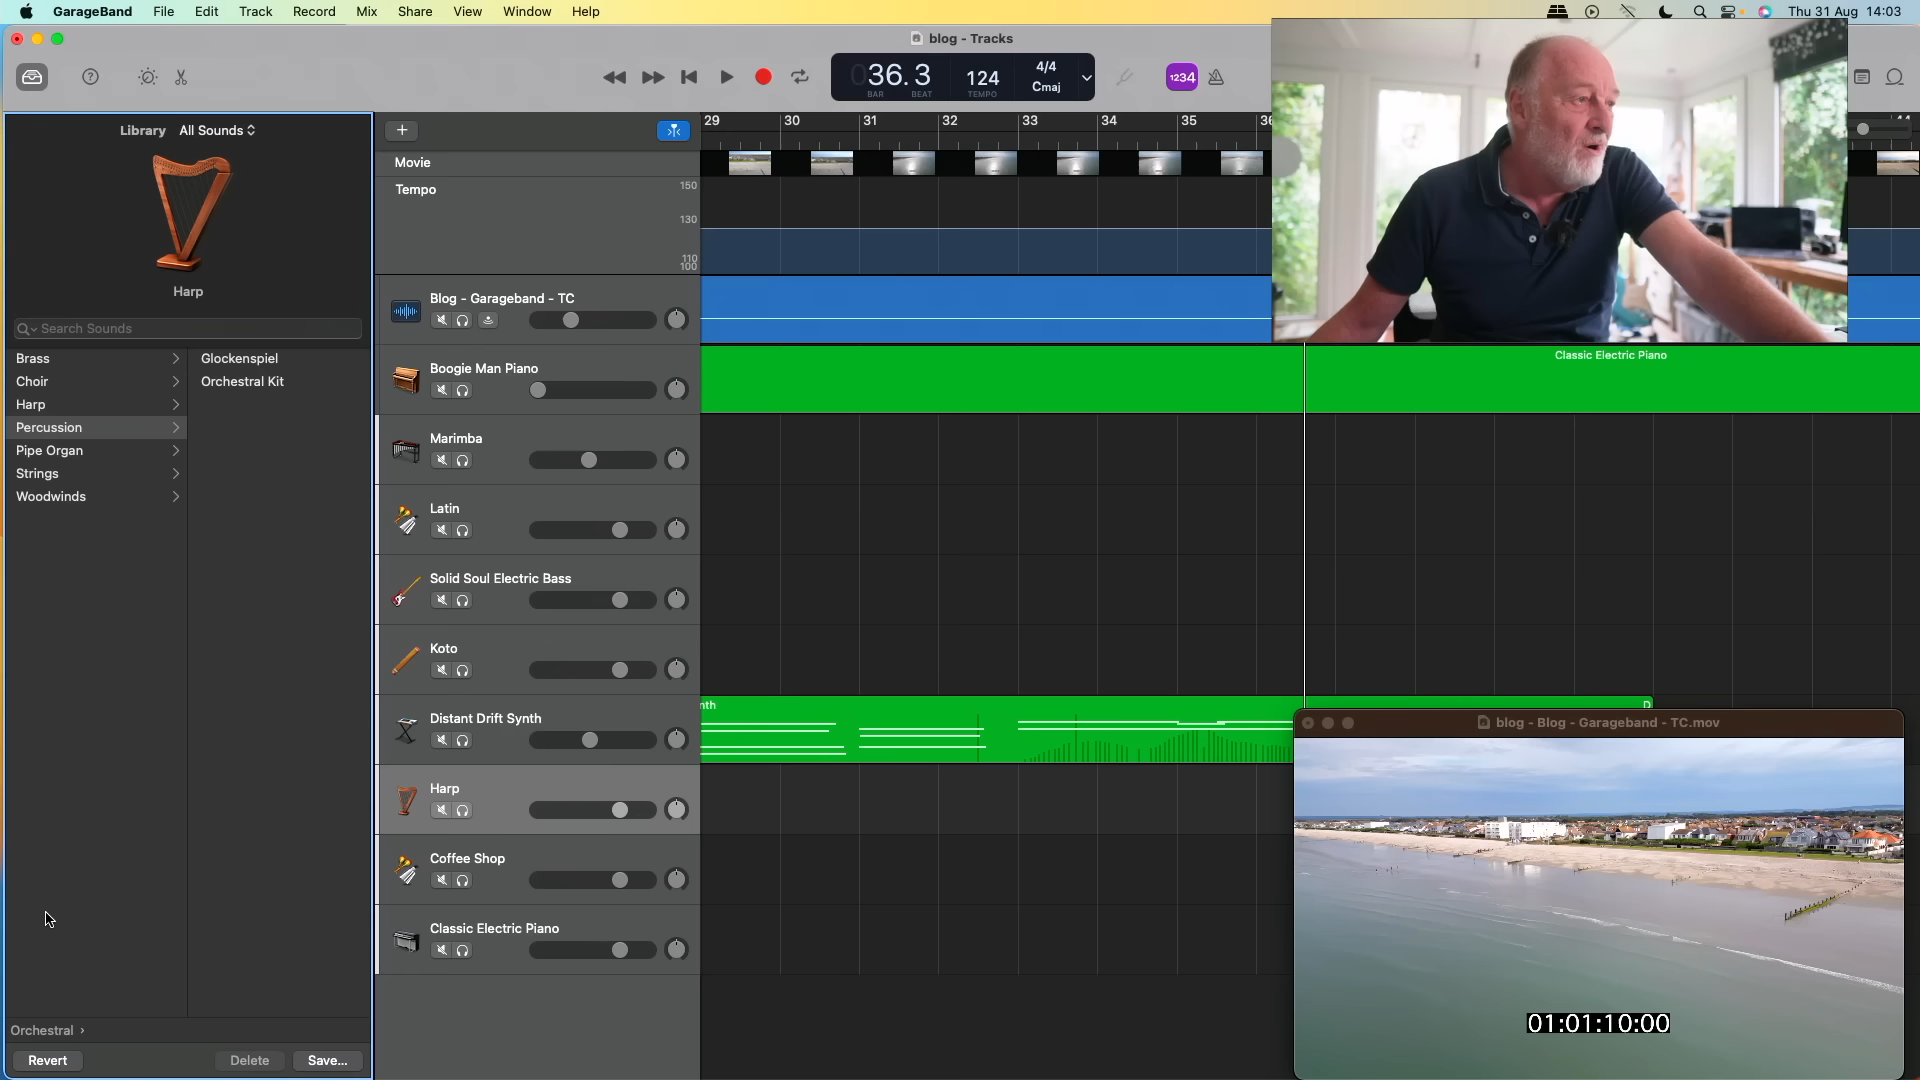 GarageBand File Edit Track Record Mix Share View Window Help
Thu 31 Aug 14:03
blog - Tracks
036.3 124 4/4 Cmaj
BAR BEAT TEMPO
1234
Library All Sounds
Harp
Search Sounds
Brass
Choir
Harp
Percussion
Pipe Organ
Strings
Woodwinds
Glockenspiel
Orchestral Kit
Orchestral ›
Revert Delete Save...
29 30 31 32 33 34 35
Movie
Tempo
150
130
110
100
Blog - Garageband - TC
Boogie Man Piano
Classic Electric Piano
Marimba
Latin
Solid Soul Electric Bass
Koto
Distant Drift Synth
nth
Harp
Coffee Shop
Classic Electric Piano
blog - Blog - Garageband - TC.mov
01:01:10:00